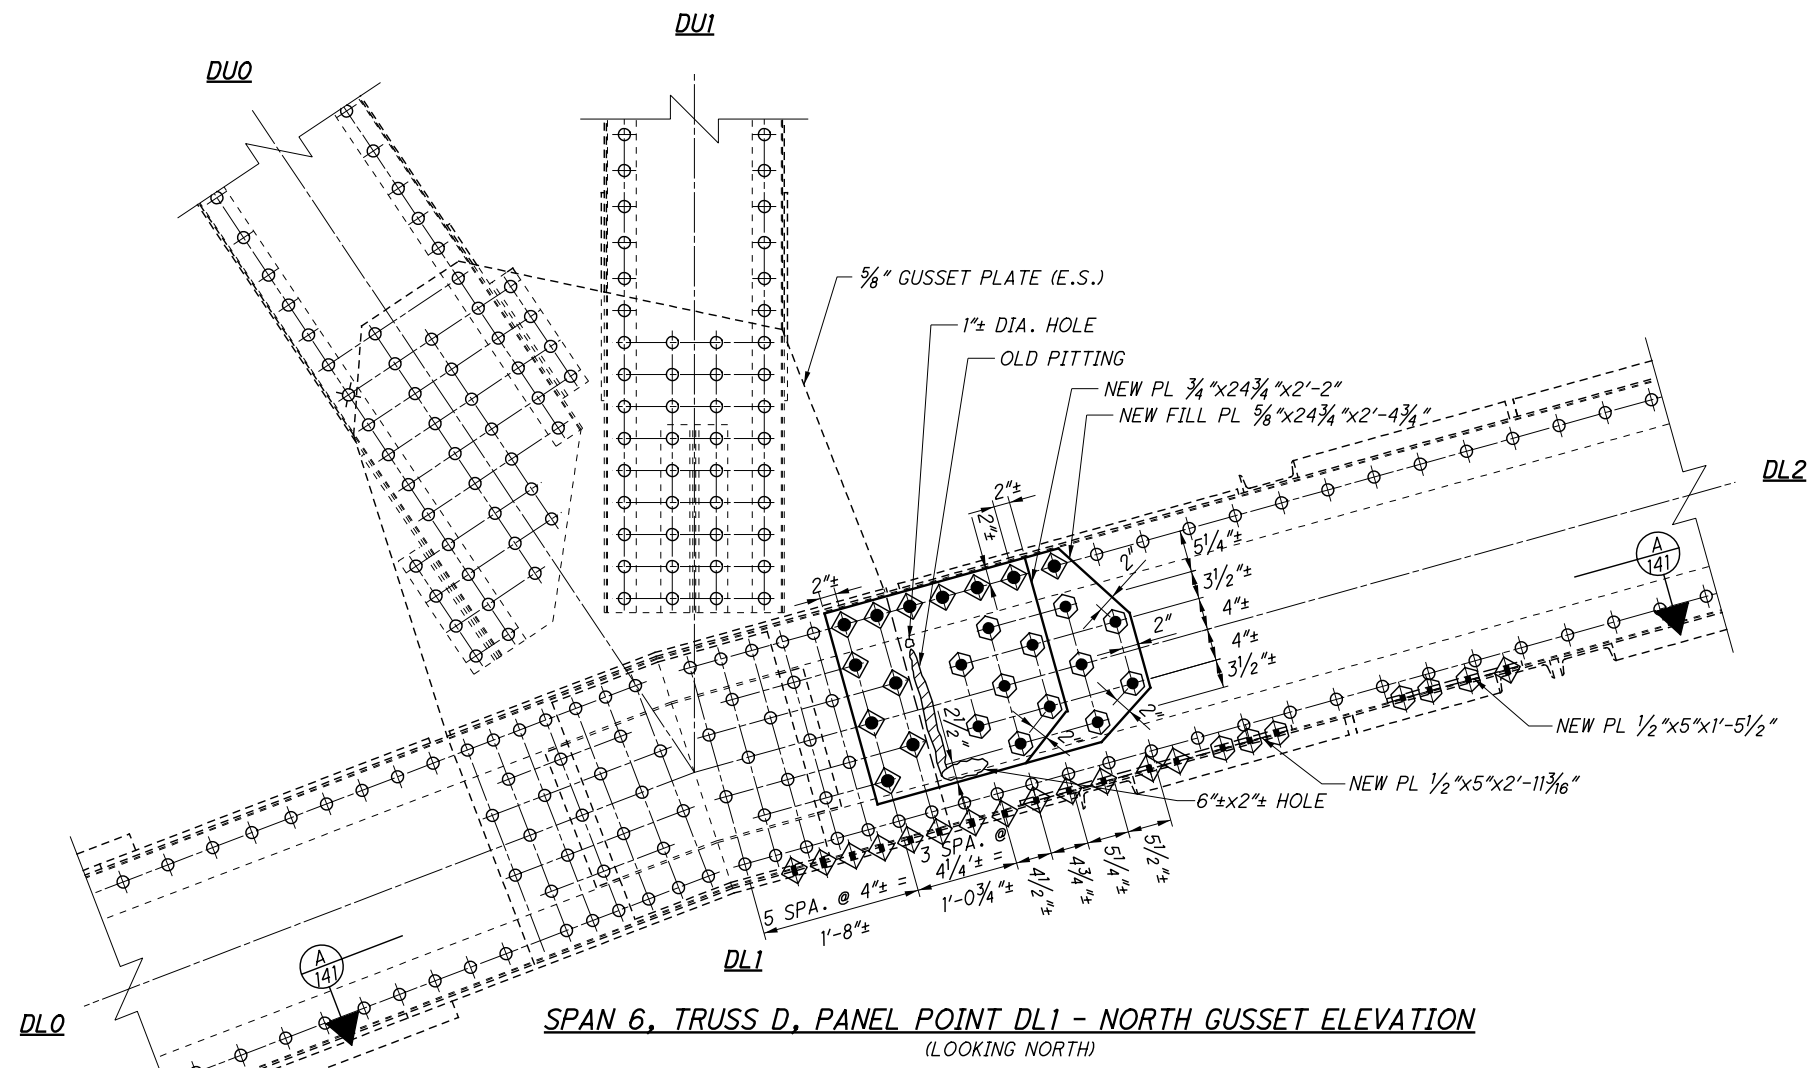 DU1
DU0
5/8" GUSSET PLATE (E.S.)
1"± DIA. HOLE
OLD PITTING
NEW PL 3/4"x24 3/4"x2'-2"
NEW FILL PL 5/8"x24 3/4"x2'-4 3/4"
DL2
2"±
2"±
2"±
5 1/4"±
3 1/2"±
4"±
4"±
3 1/2"±
2"
2"
2"
2"
2 1/2"
A
141
NEW PL 1/2"x5"x1'-5 1/2"
NEW PL 1/2"x5"x2'-11 3/16"
6"±x2"± HOLE
3 SPA. @
4 1/4'± =
1'-0 3/4"±
5 SPA. @ 4"± =
1'-8"±
4 1/2"±
4 3/4"±
5 1/4"±
5 1/2"±
DL1
A
141
DL0
SPAN 6, TRUSS D, PANEL POINT DL1 - NORTH GUSSET ELEVATION
(LOOKING NORTH)